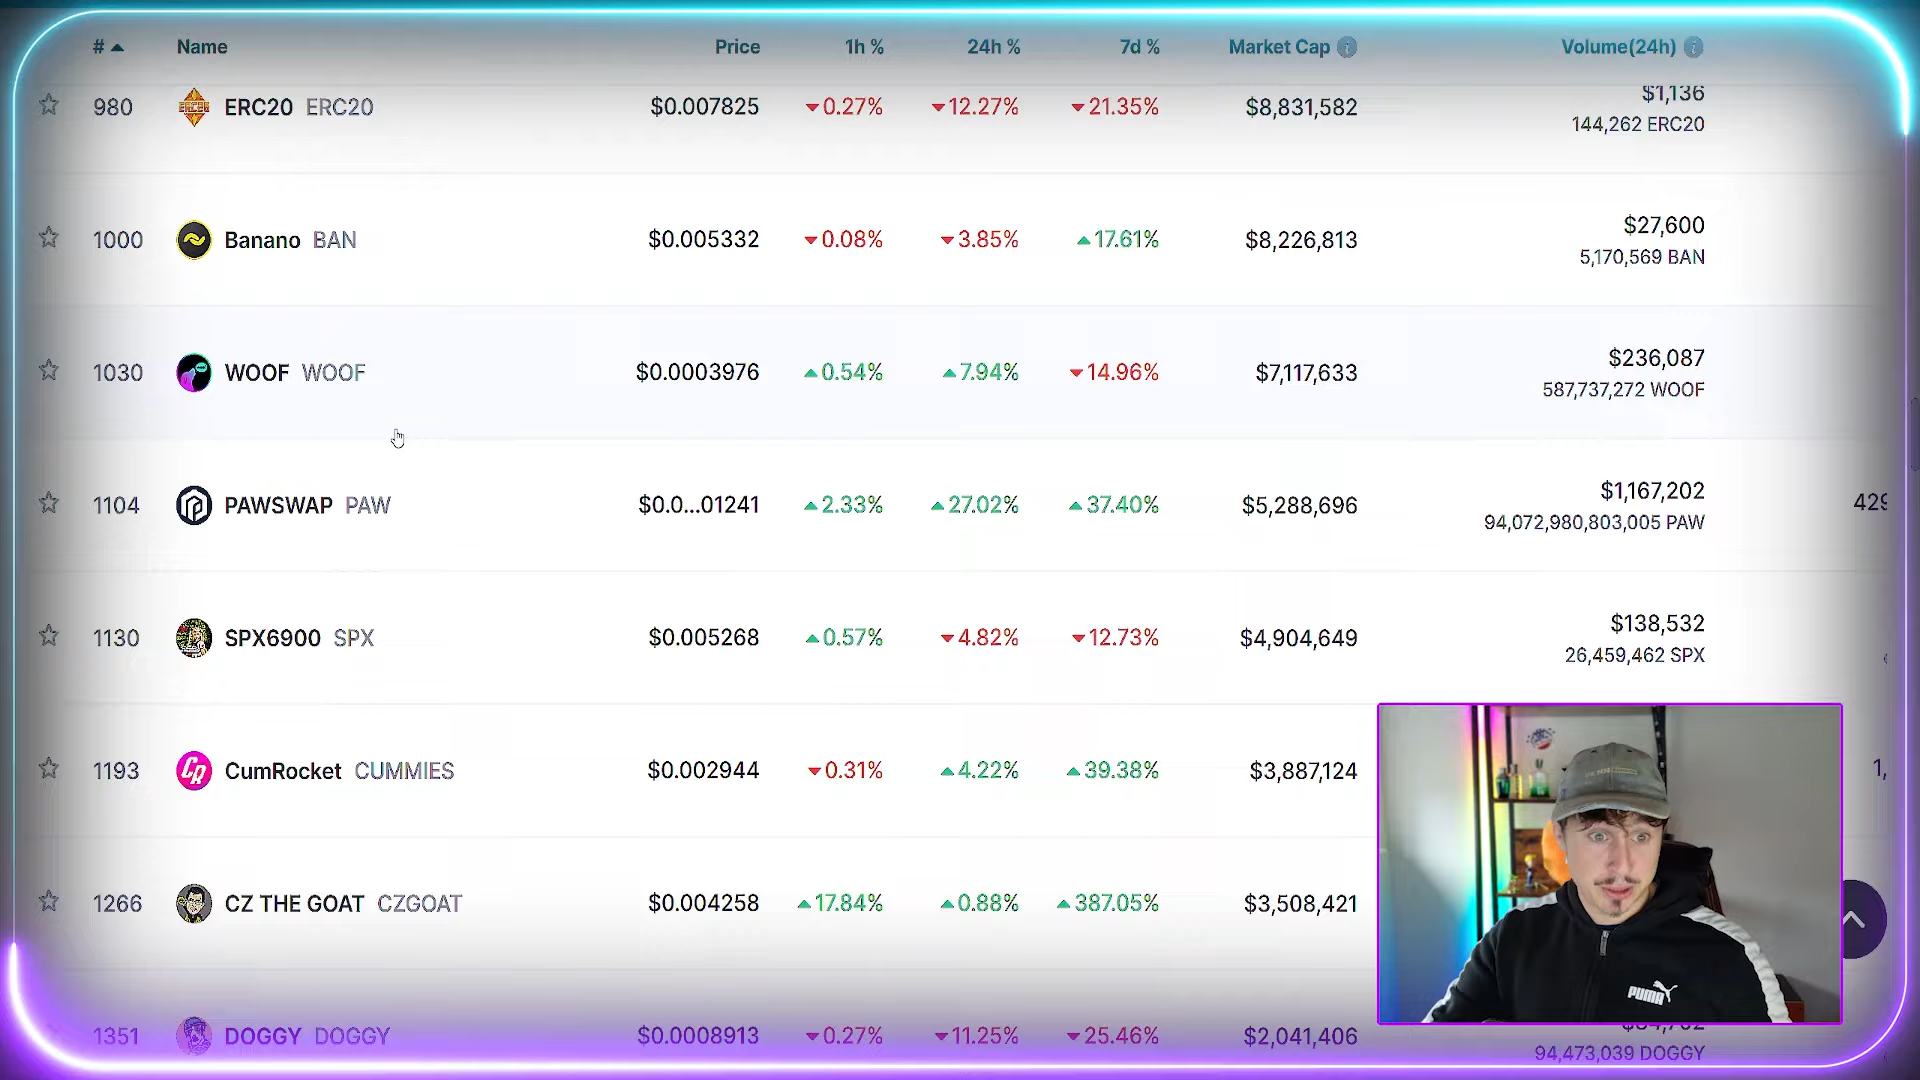 # Name Price 1h % 24h % 7d % Market Cap Volume(24h)
980 ERC20 ERC20 $0.007825 0.27% 12.27% 21.35% $8,831,582 $1,136
144,262 ERC20
1000 Banano BAN $0.005332 0.08% 3.85% 17.61% $8,226,813 $27,600
5,170,569 BAN
1030 WOOF WOOF $0.0003976 0.54% 7.94% 14.96% $7,117,633 $236,087
587,737,272 WOOF
1104 PAWSWAP PAW $0.0...01241 2.33% 27.02% 37.40% $5,288,696 $1,167,202 429
94,072,980,803,005 PAW
1130 SPX6900 SPX $0.005268 0.57% 4.82% 12.73% $4,904,649 $138,532
26,459,462 SPX
1193 CumRocket CUMMIES $0.002944 0.31% 4.22% 39.38% $3,887,124 1,
1266 CZ THE GOAT CZGOAT $0.004258 17.84% 0.88% 387.05% $3,508,421
PUMA
1351 DOGGY DOGGY $0.0008913 0.27% 11.25% 25.46% $2,041,406
94,473,039 DOGGY